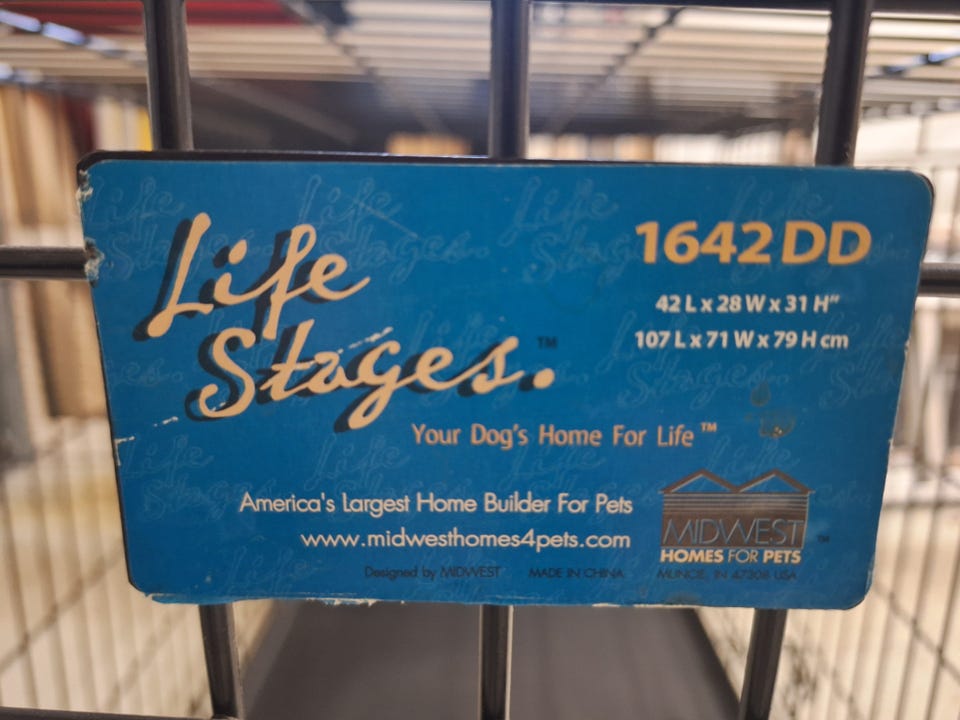 Life
Stages.™
1642DD
42 L x 28 W x 31 H"
107 L x 71 W x 79 H cm
Your Dog's Home For Life™
America's Largest Home Builder For Pets
www.midwesthomes4pets.com
Designed by MIDWEST MADE IN CHINA
MIDWEST™
HOMES FOR PETS
MUNCIE, IN 47308 USA